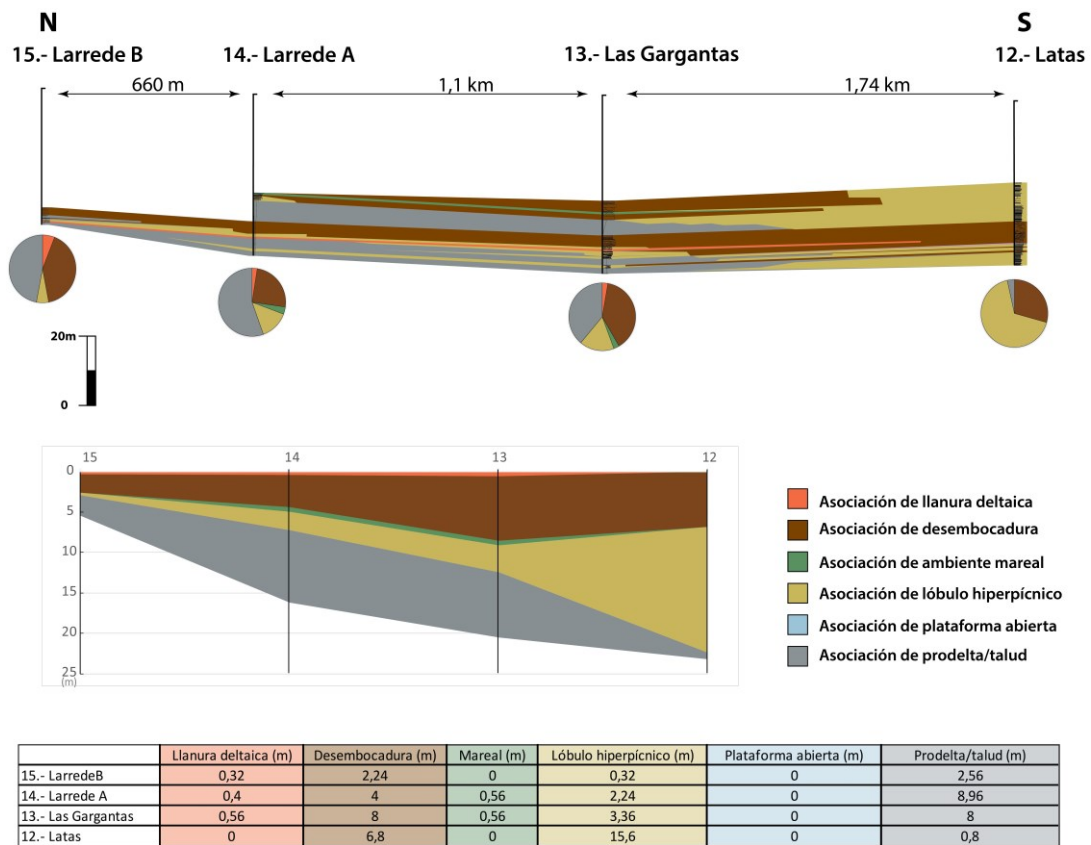 N S
15.- Larrede B 14.- Larrede A 13.- Las Gargantas 12.- Latas
660 m 1,1 km 1,74 km
20m
0
15 14 13 12
0
5
10
15
20
25
(m)
Asociación de llanura deltaica
Asociación de desembocadura
Asociación de ambiente mareal
Asociación de lóbulo hiperpícnico
Asociación de plataforma abierta
Asociación de prodelta/talud
Llanura deltaica (m) Desembocadura (m) Mareal (m) Lóbulo hiperpícnico (m) Plataforma abierta (m) Prodelta/talud (m)
15.- LarredeB 0,32 2,24 0 0,32 0 2,56
14.- Larrede A 0,4 4 0,56 2,24 0 8,96
13.- Las Gargantas 0,56 8 0,56 3,36 0 8
12.- Latas 0 6,8 0 15,6 0 0,8